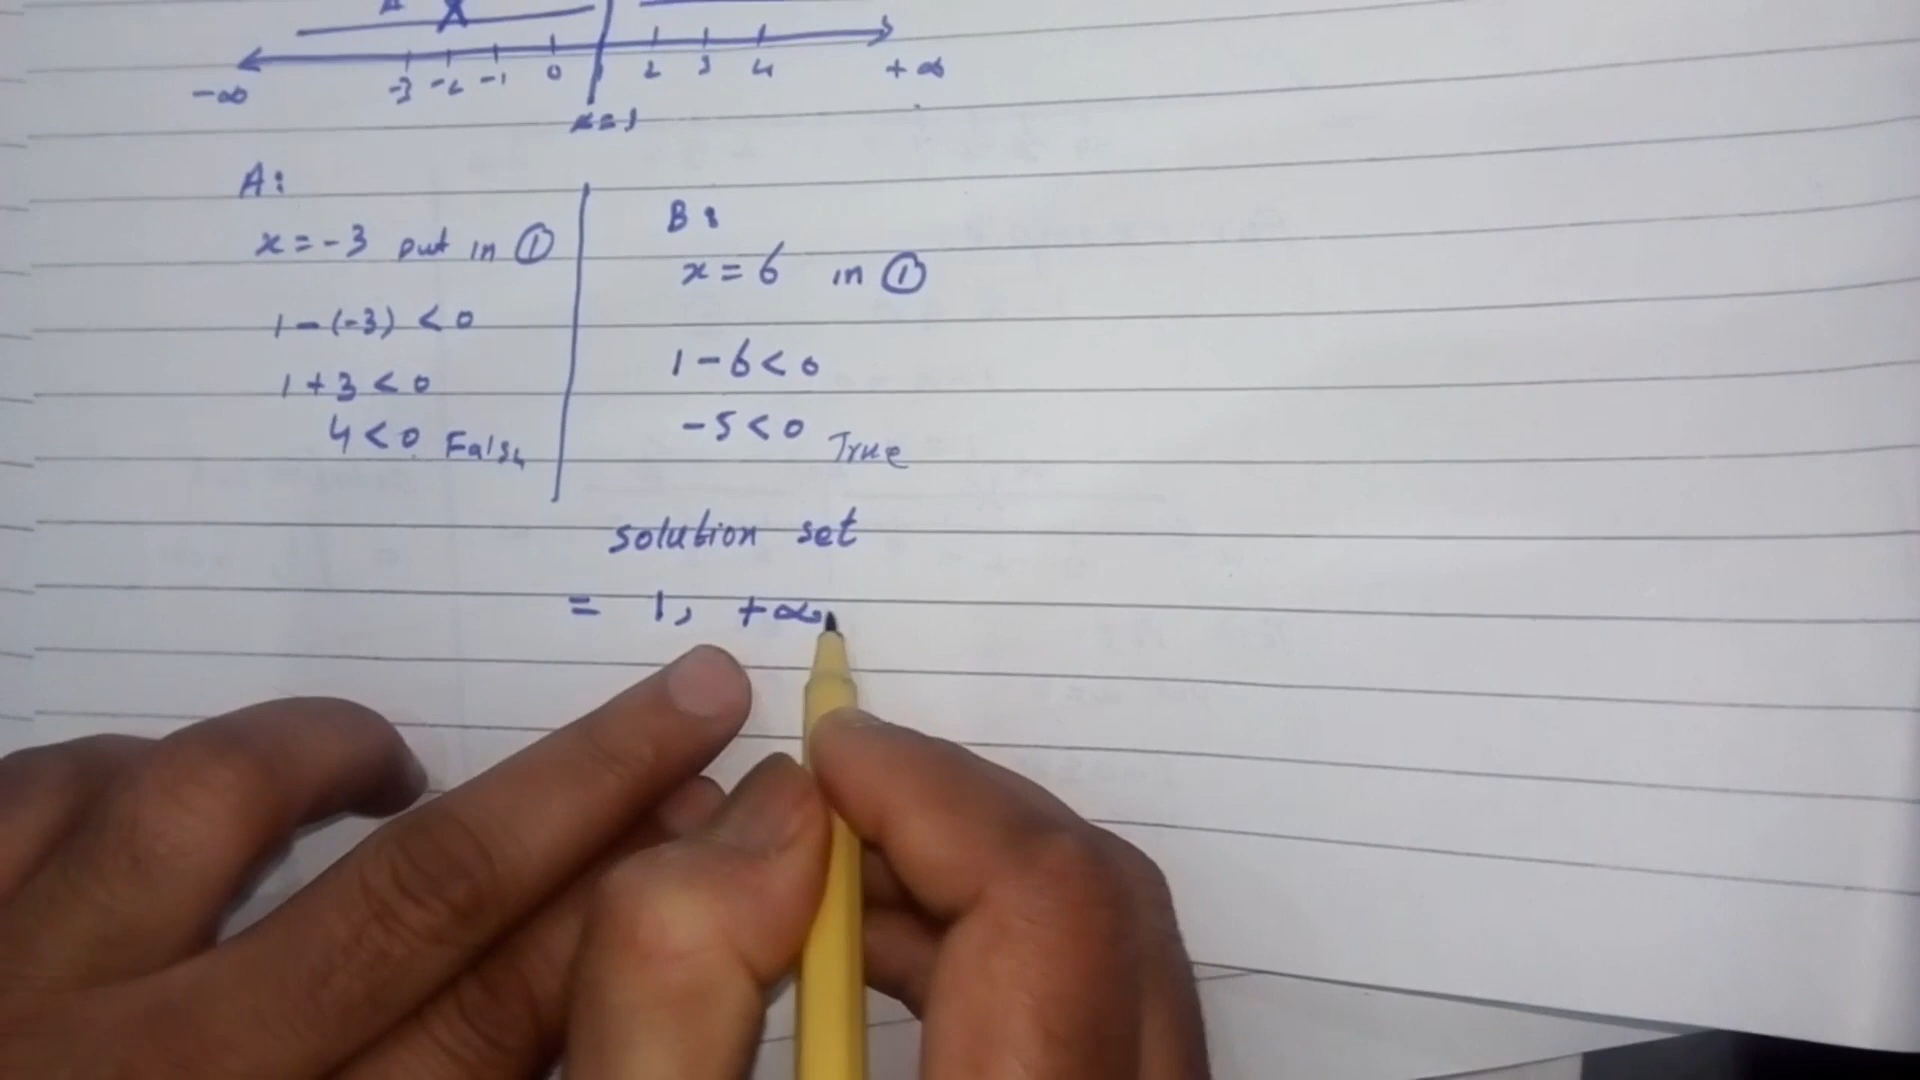 A
-∞ -3 -2 -1 0 2 3 4 +∞
x=1
A:
x=-3 put in ①
1-(-3) <0
1+3 <0
4<0 False
B:
x=6 in ①
1-6<0
-5<0 True
solution set
= 1, +∞